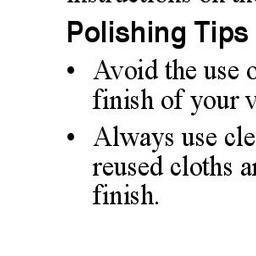 Polishing Tips
• Avoid the use o
finish of your v
• Always use cle
reused cloths a
finish.